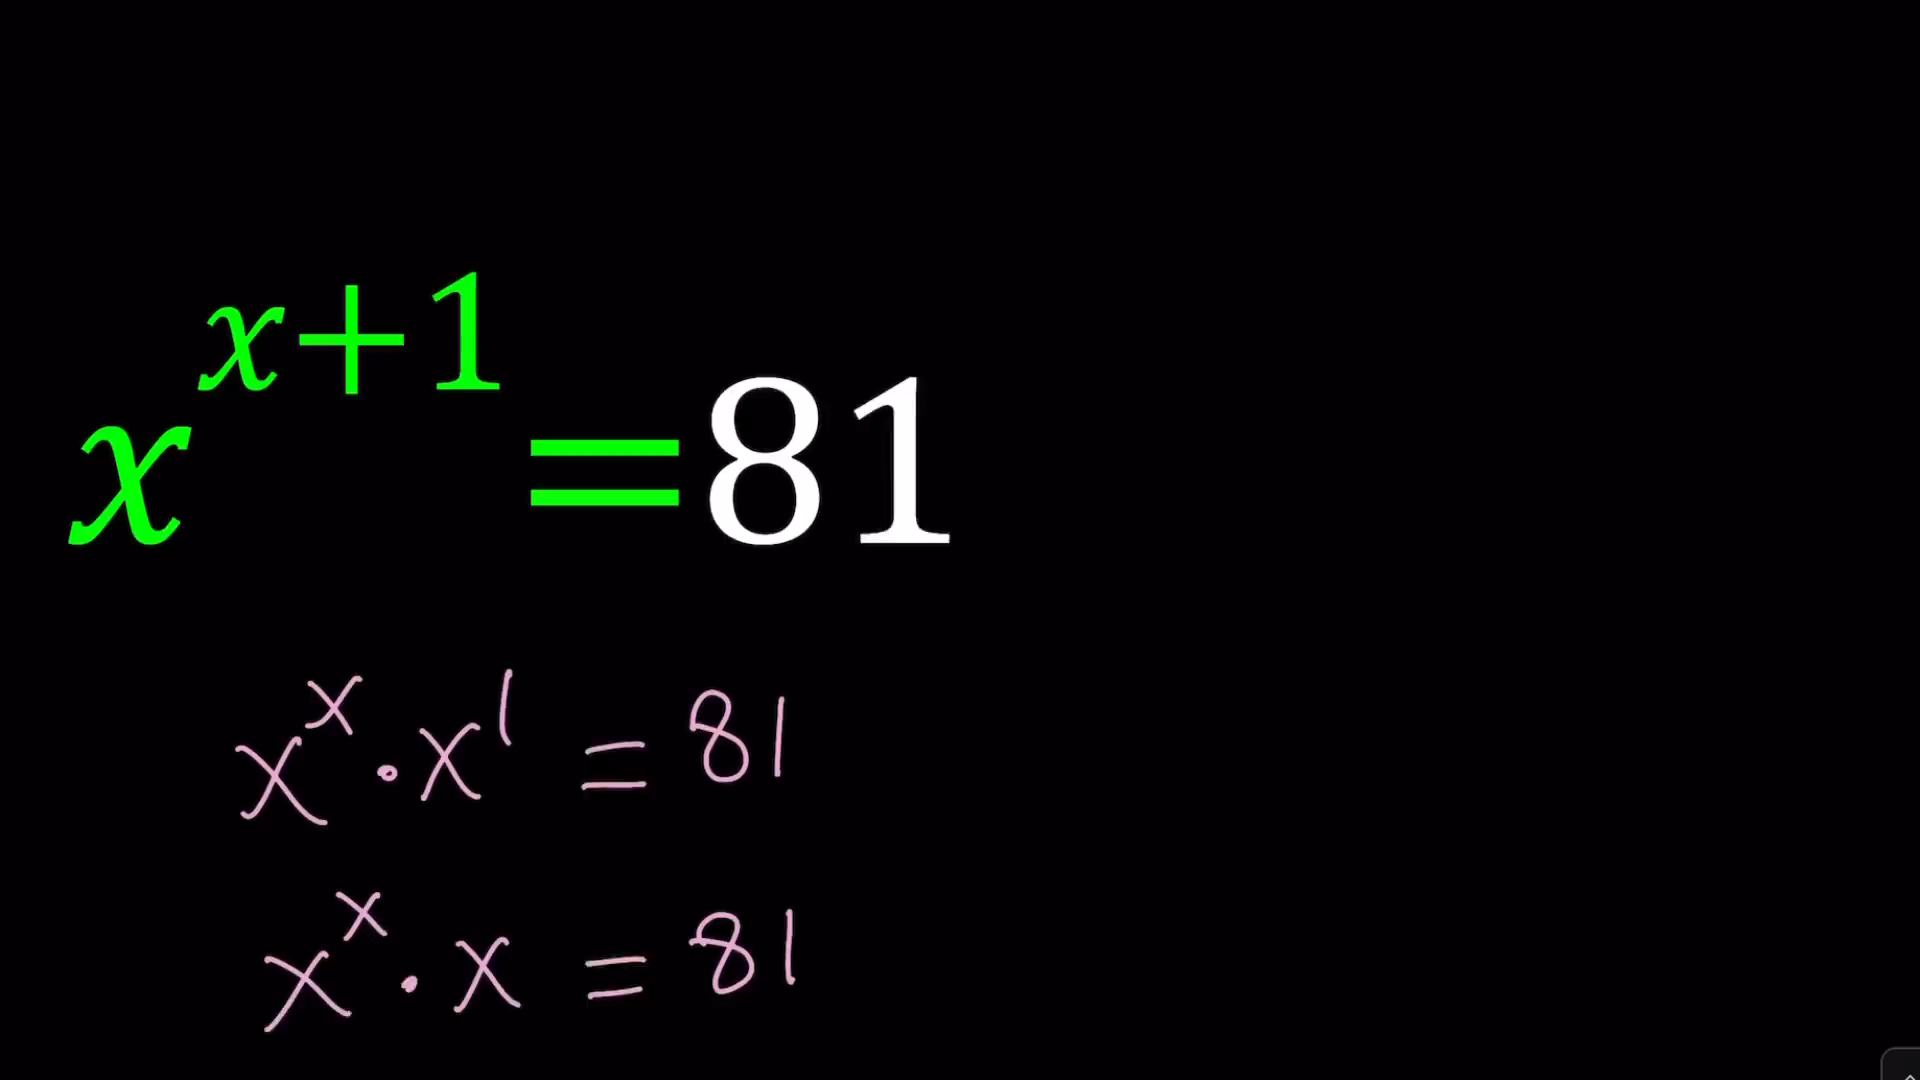 x^{x+1}=81
x^x · x^1 = 81
x^x · x = 81